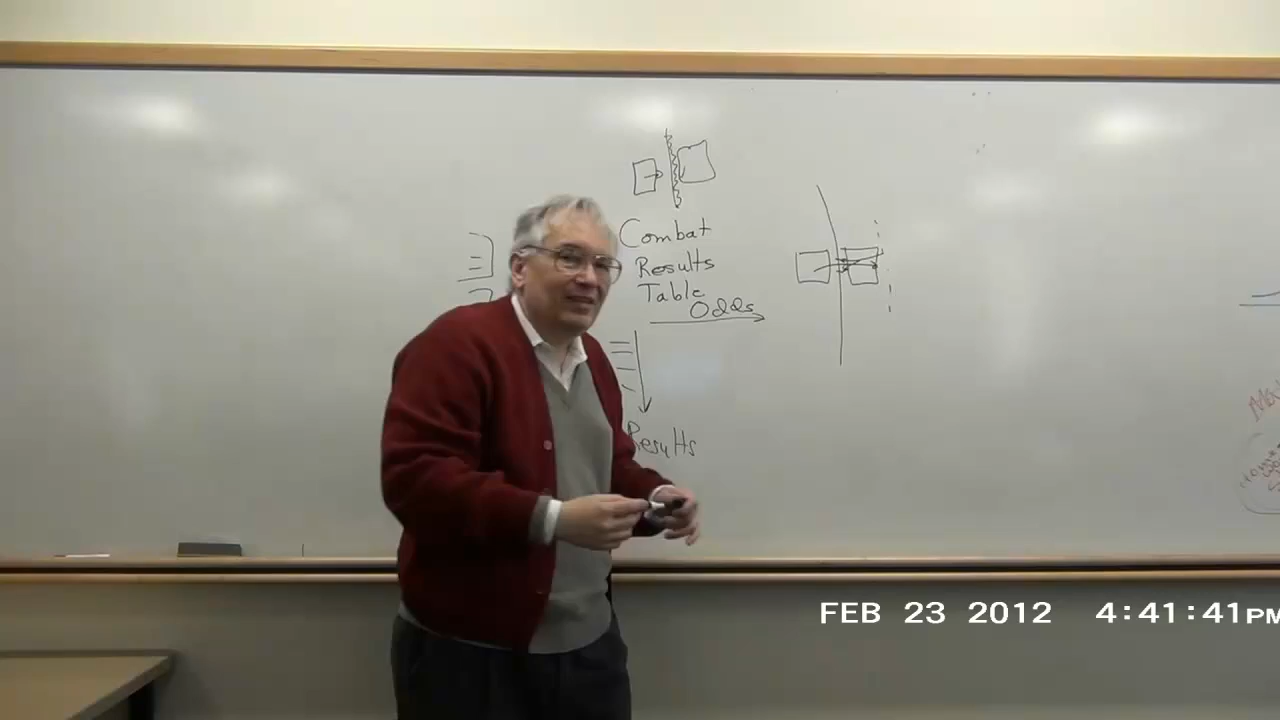 Combat
Results
Table
Odds
Results
FEB 23 2012 4:41:41PM